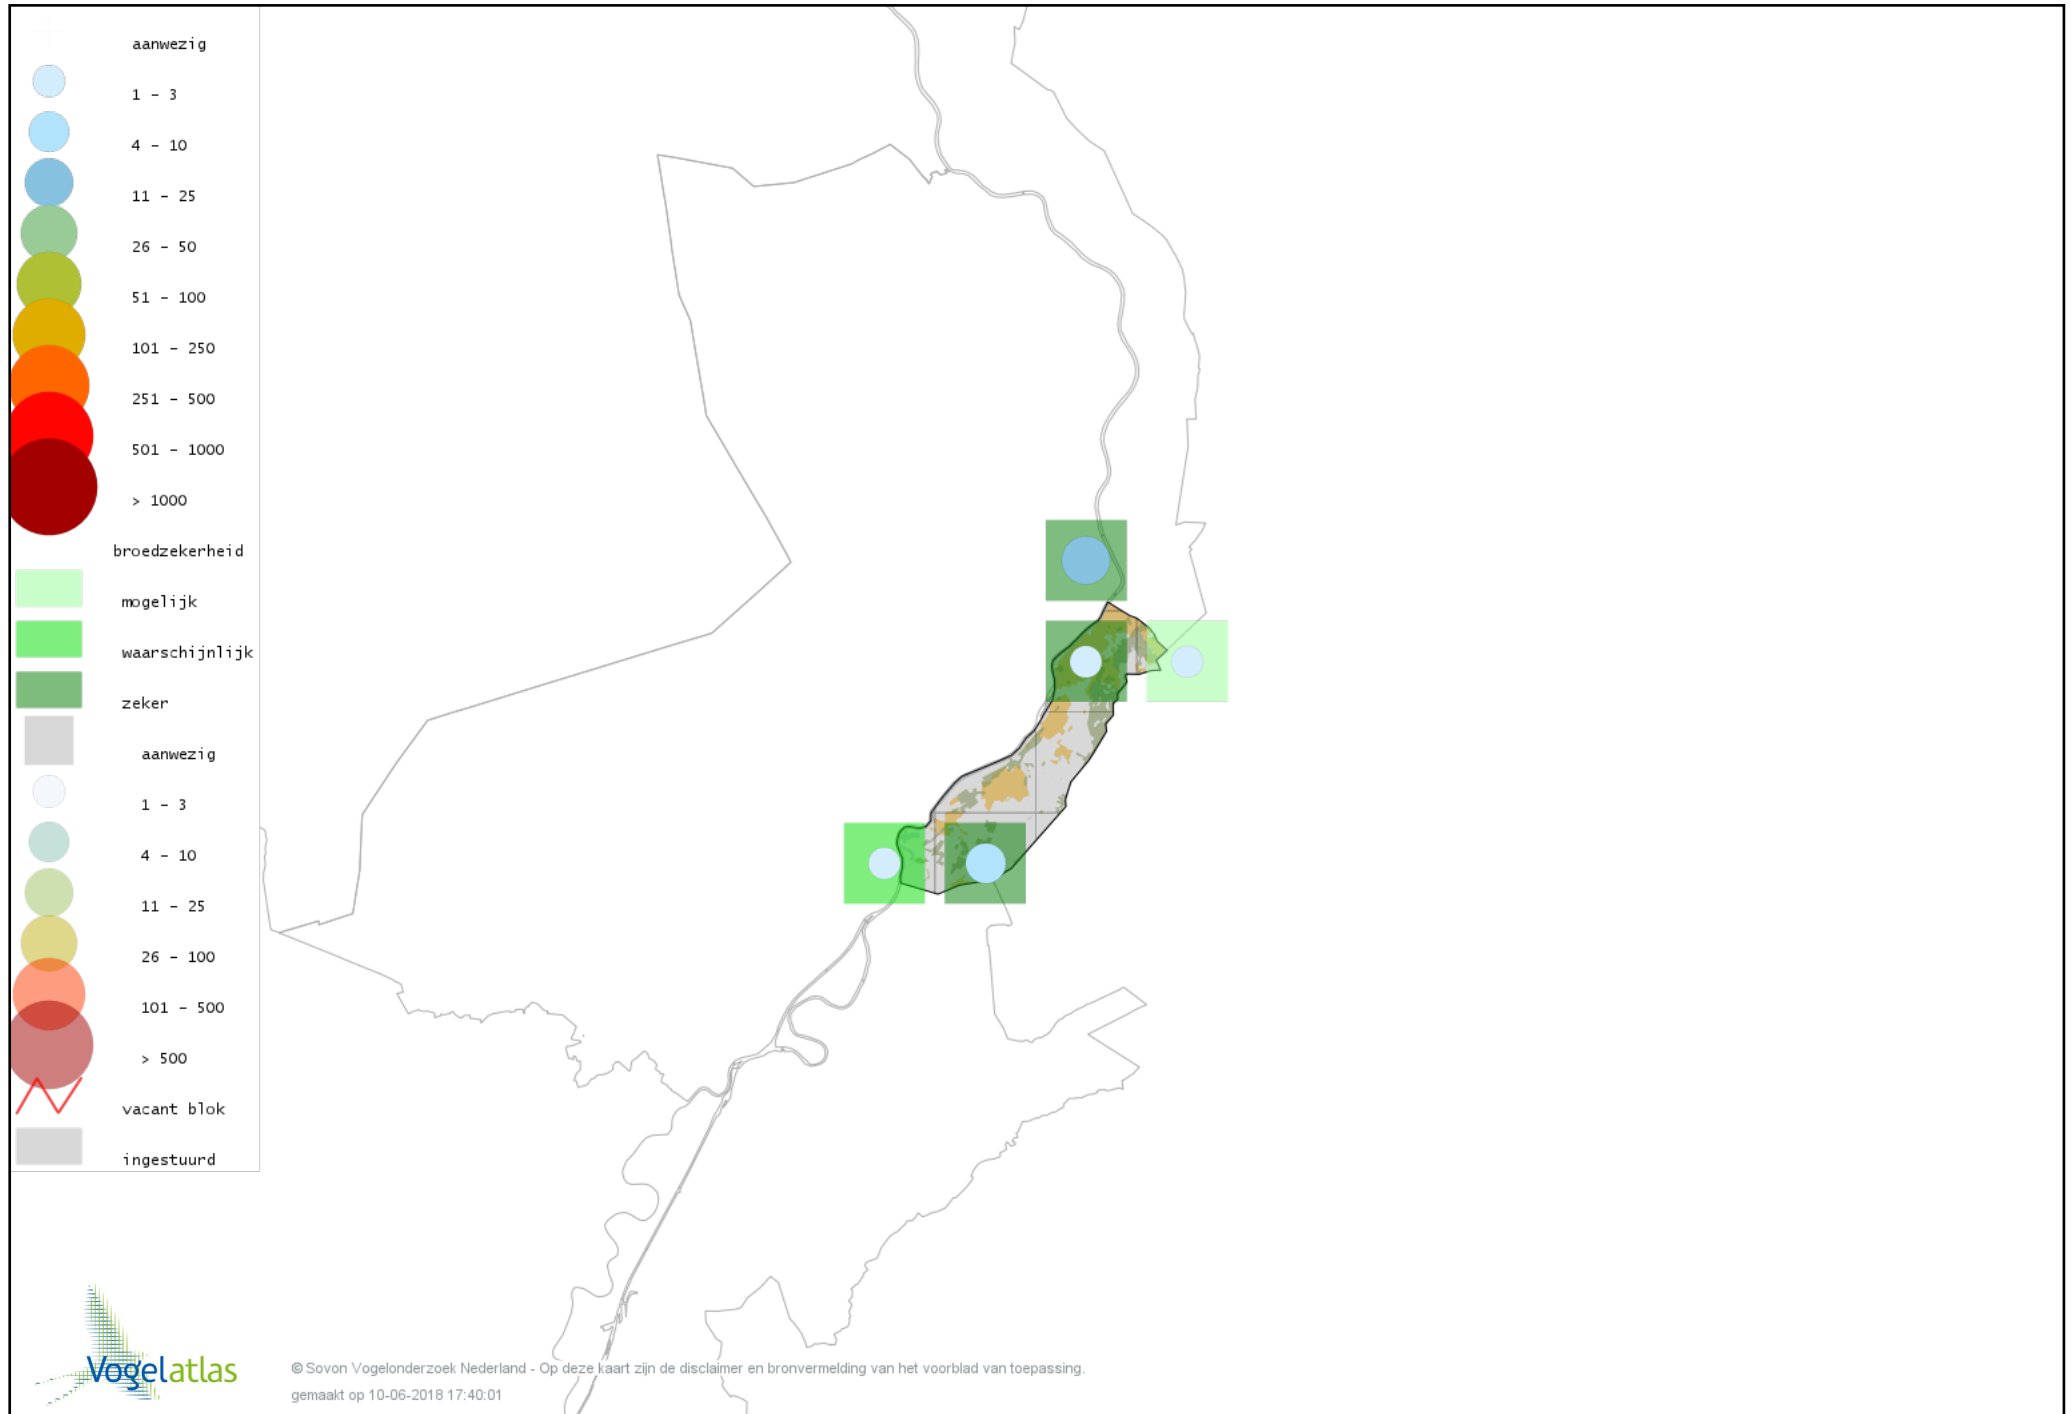 aanwezig
1 - 3
4 - 10
11 - 25
26 - 50
51 - 100
101 - 250
251 - 500
501 - 1000
> 1000
broedzekerheid
mogelijk
waarschijnlijk
zeker
aanwezig
1 - 3
4 - 10
11 - 25
26 - 100
101 - 500
> 500
vacant blok
ingestuurd
Vogelatlas
© Sovon Vogelonderzoek Nederland - Op deze kaart zijn de disclaimer en bronvermelding van het voorblad van toepassing.
gemaakt op 10-06-2018 17:40:01